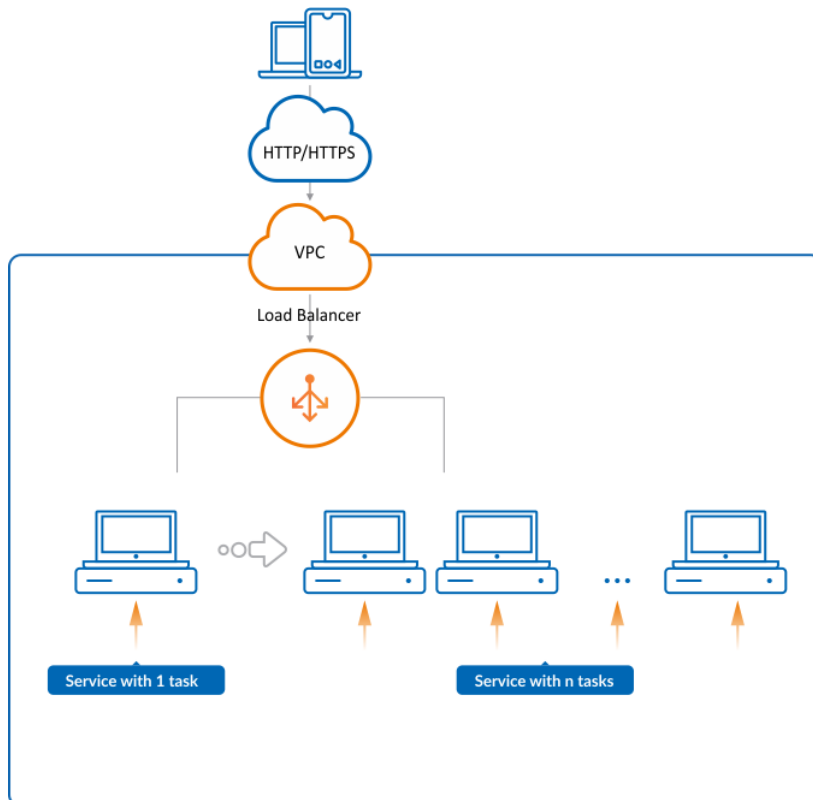 HTTP/HTTPS
VPC
Load Balancer
Service with 1 task
Service with n tasks